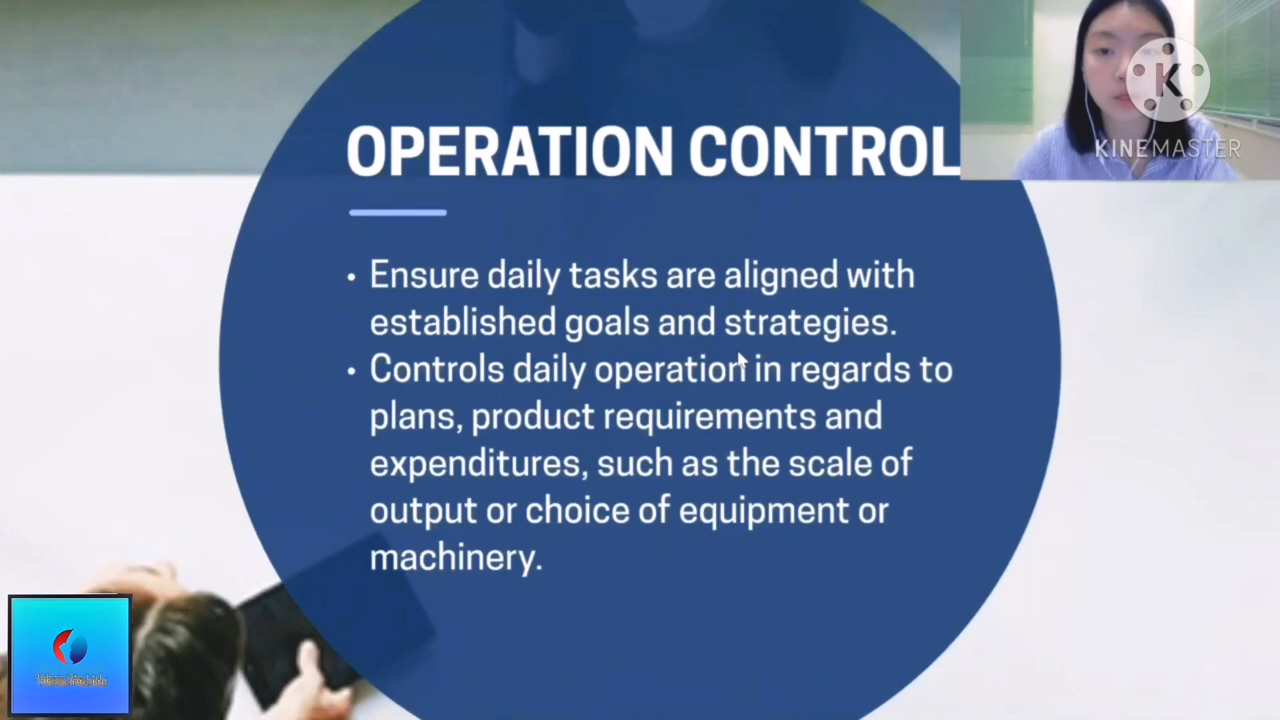 OPERATION CONTROL
K
KINEMASTER
• Ensure daily tasks are aligned with
established goals and strategies.
• Controls daily operation in regards to
plans, product requirements and
expenditures, such as the scale of
output or choice of equipment or
machinery.